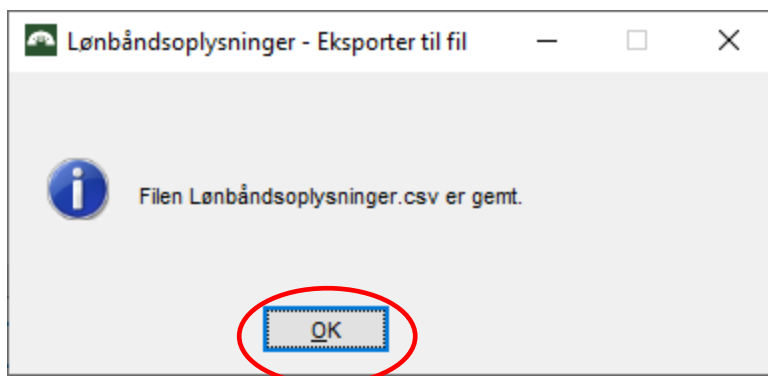 Lønbåndsoplysninger - Eksporter til fil
Filen Lønbåndsoplysninger.csv er gemt.
OK